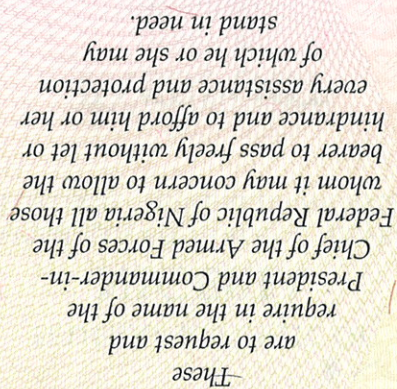 These
are to request and
require in the name of the
President and Commander-in-
Chief of the Armed Forces of the
Federal Republic of Nigeria all those
whom it may concern to allow the
bearer to pass freely without let or
hindrance and to afford him or her
every assistance and protection
of which he or she may
stand in need.